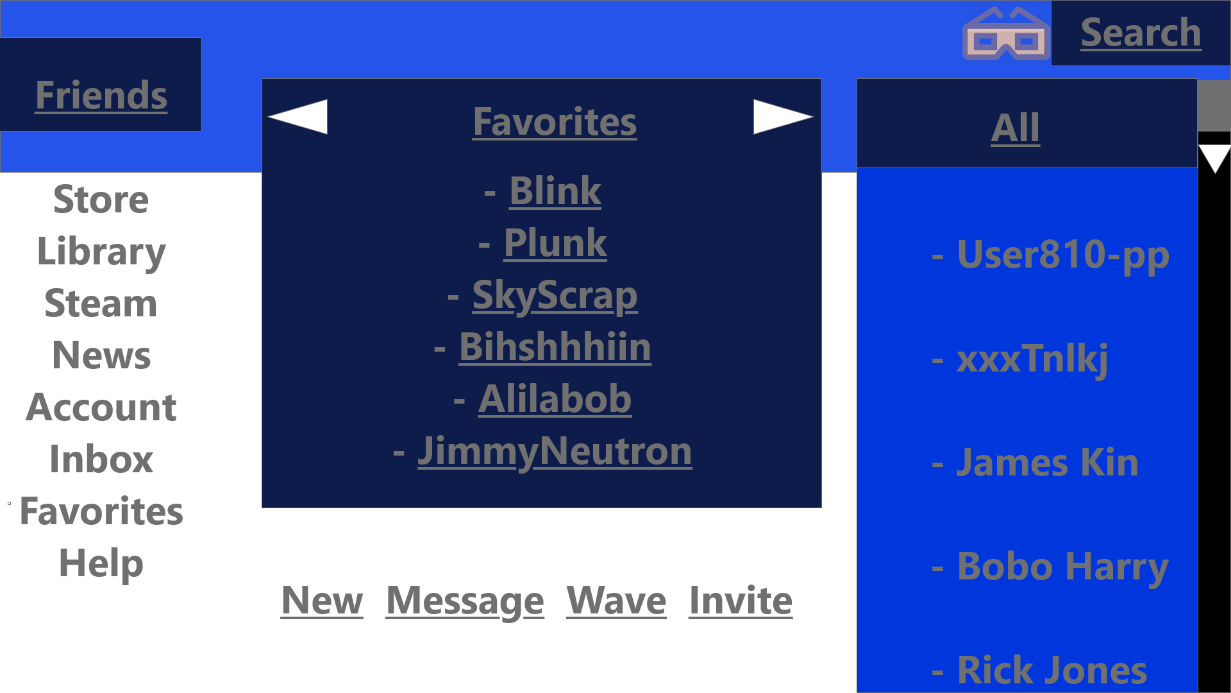 Search
Friends
Favorites
- Blink
- Plunk
- SkyScrap
- Bihshhhiin
- Alilabob
- JimmyNeutron
All
- User810-pp
- xxxTnlkj
- James Kin
- Bobo Harry
- Rick Jones
Store
Library
Steam
News
Account
Inbox
Favorites
Help
New Message Wave Invite